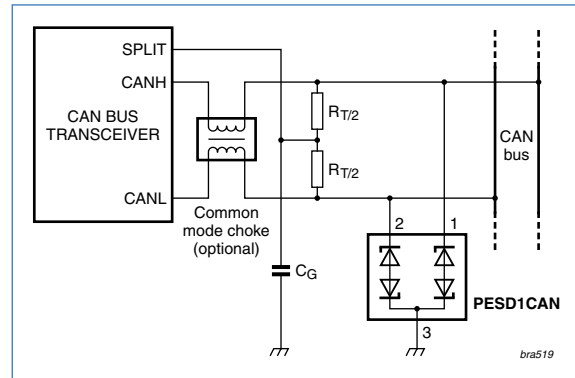 SPLIT
CANH
CAN BUS
TRANSCEIVER
CANL
Common
mode choke
(optional)
RT/2
RT/2
CG
CAN
bus
2
1
PESD1CAN
3
bra519